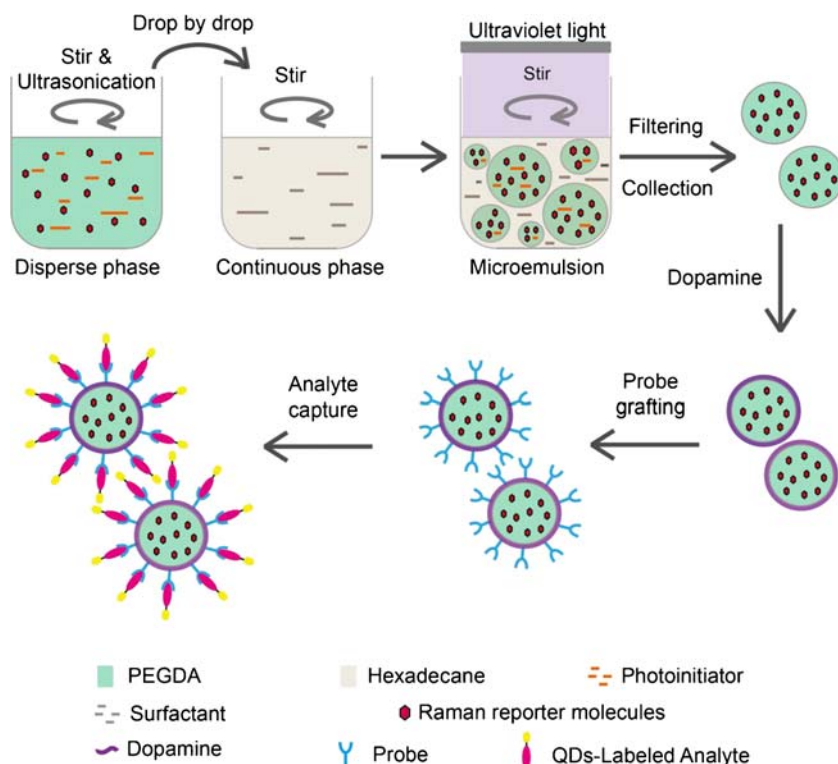 Drop by drop
Stir &
Ultrasonication
Stir
Ultraviolet light
Stir
Filtering
Collection
Disperse phase
Continuous phase
Microemulsion
Dopamine
Analyte
capture
Probe
grafting
PEGDA
Hexadecane
Photoinitiator
Surfactant
Raman reporter molecules
Dopamine
Probe
QDs-Labeled Analyte